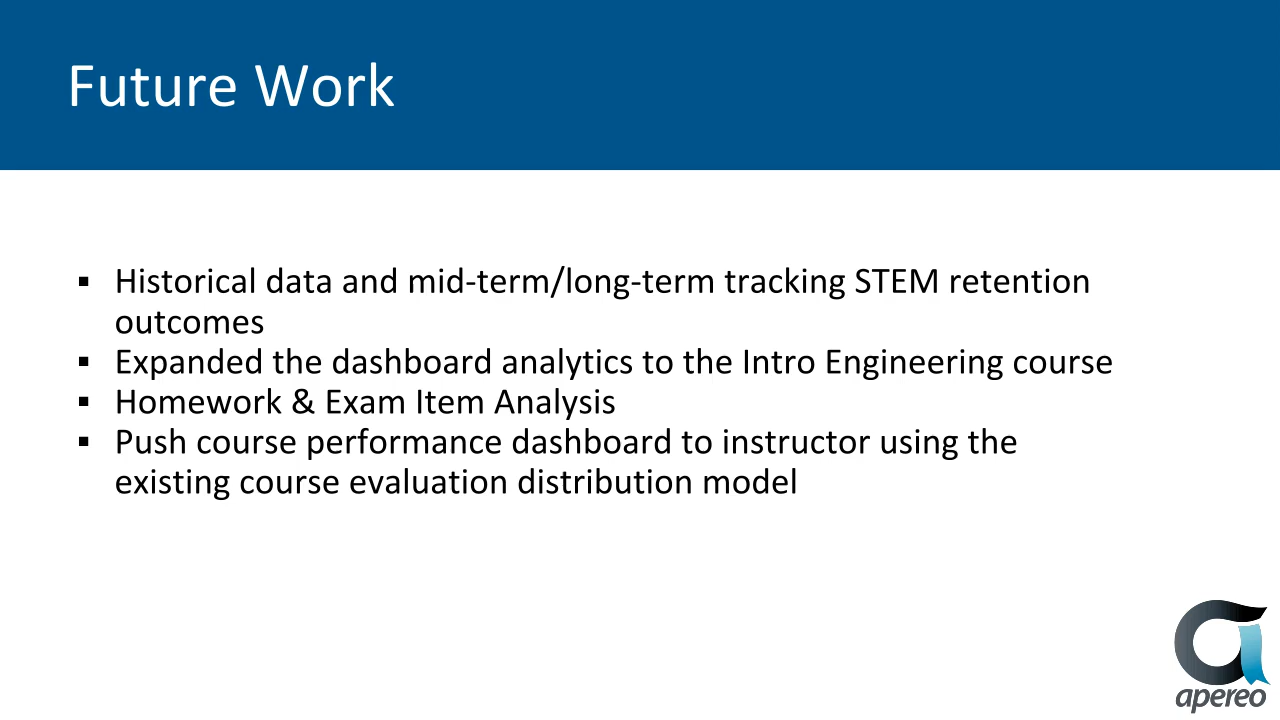 Future Work
▪ Historical data and mid-term/long-term tracking STEM retention
outcomes
▪ Expanded the dashboard analytics to the Intro Engineering course
▪ Homework & Exam Item Analysis
▪ Push course performance dashboard to instructor using the
existing course evaluation distribution model
apereo